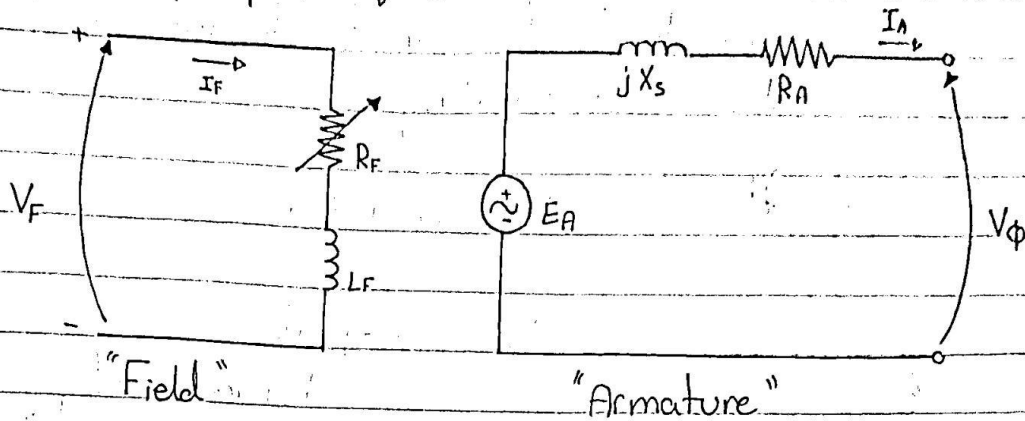 +
I_F
R_F
V_F
L_F
-
"Field"
jX_s
R_A
I_A
+
-
E_A
V_ϕ
"Armature"